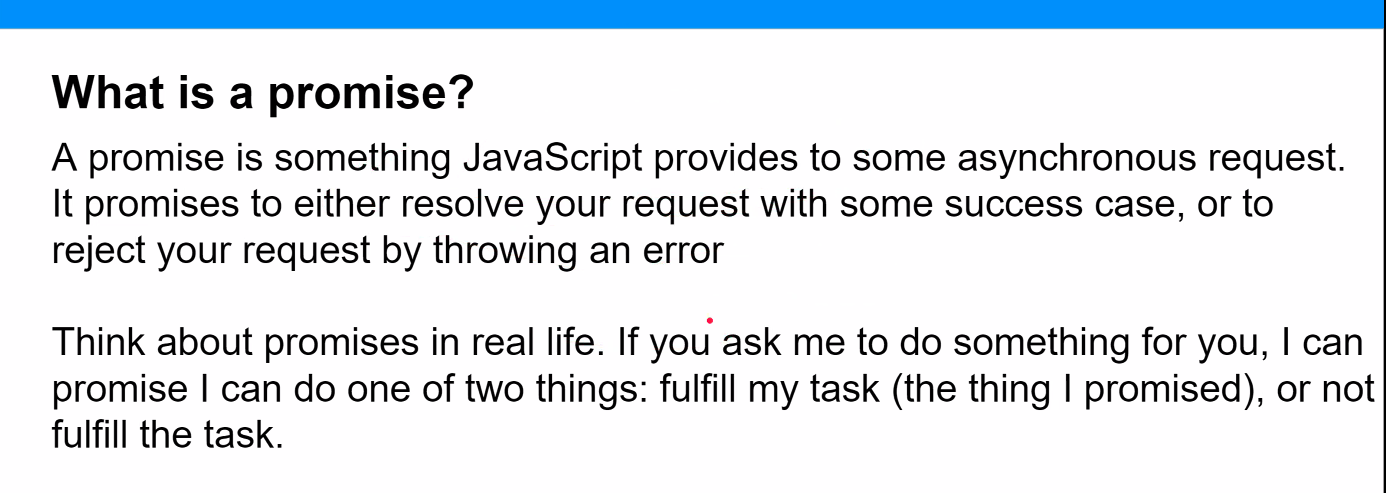 What is a promise?
A promise is something JavaScript provides to some asynchronous request.
It promises to either resolve your request with some success case, or to
reject your request by throwing an error
Think about promises in real life. If you ask me to do something for you, I can
promise I can do one of two things: fulfill my task (the thing I promised), or not
fulfill the task.